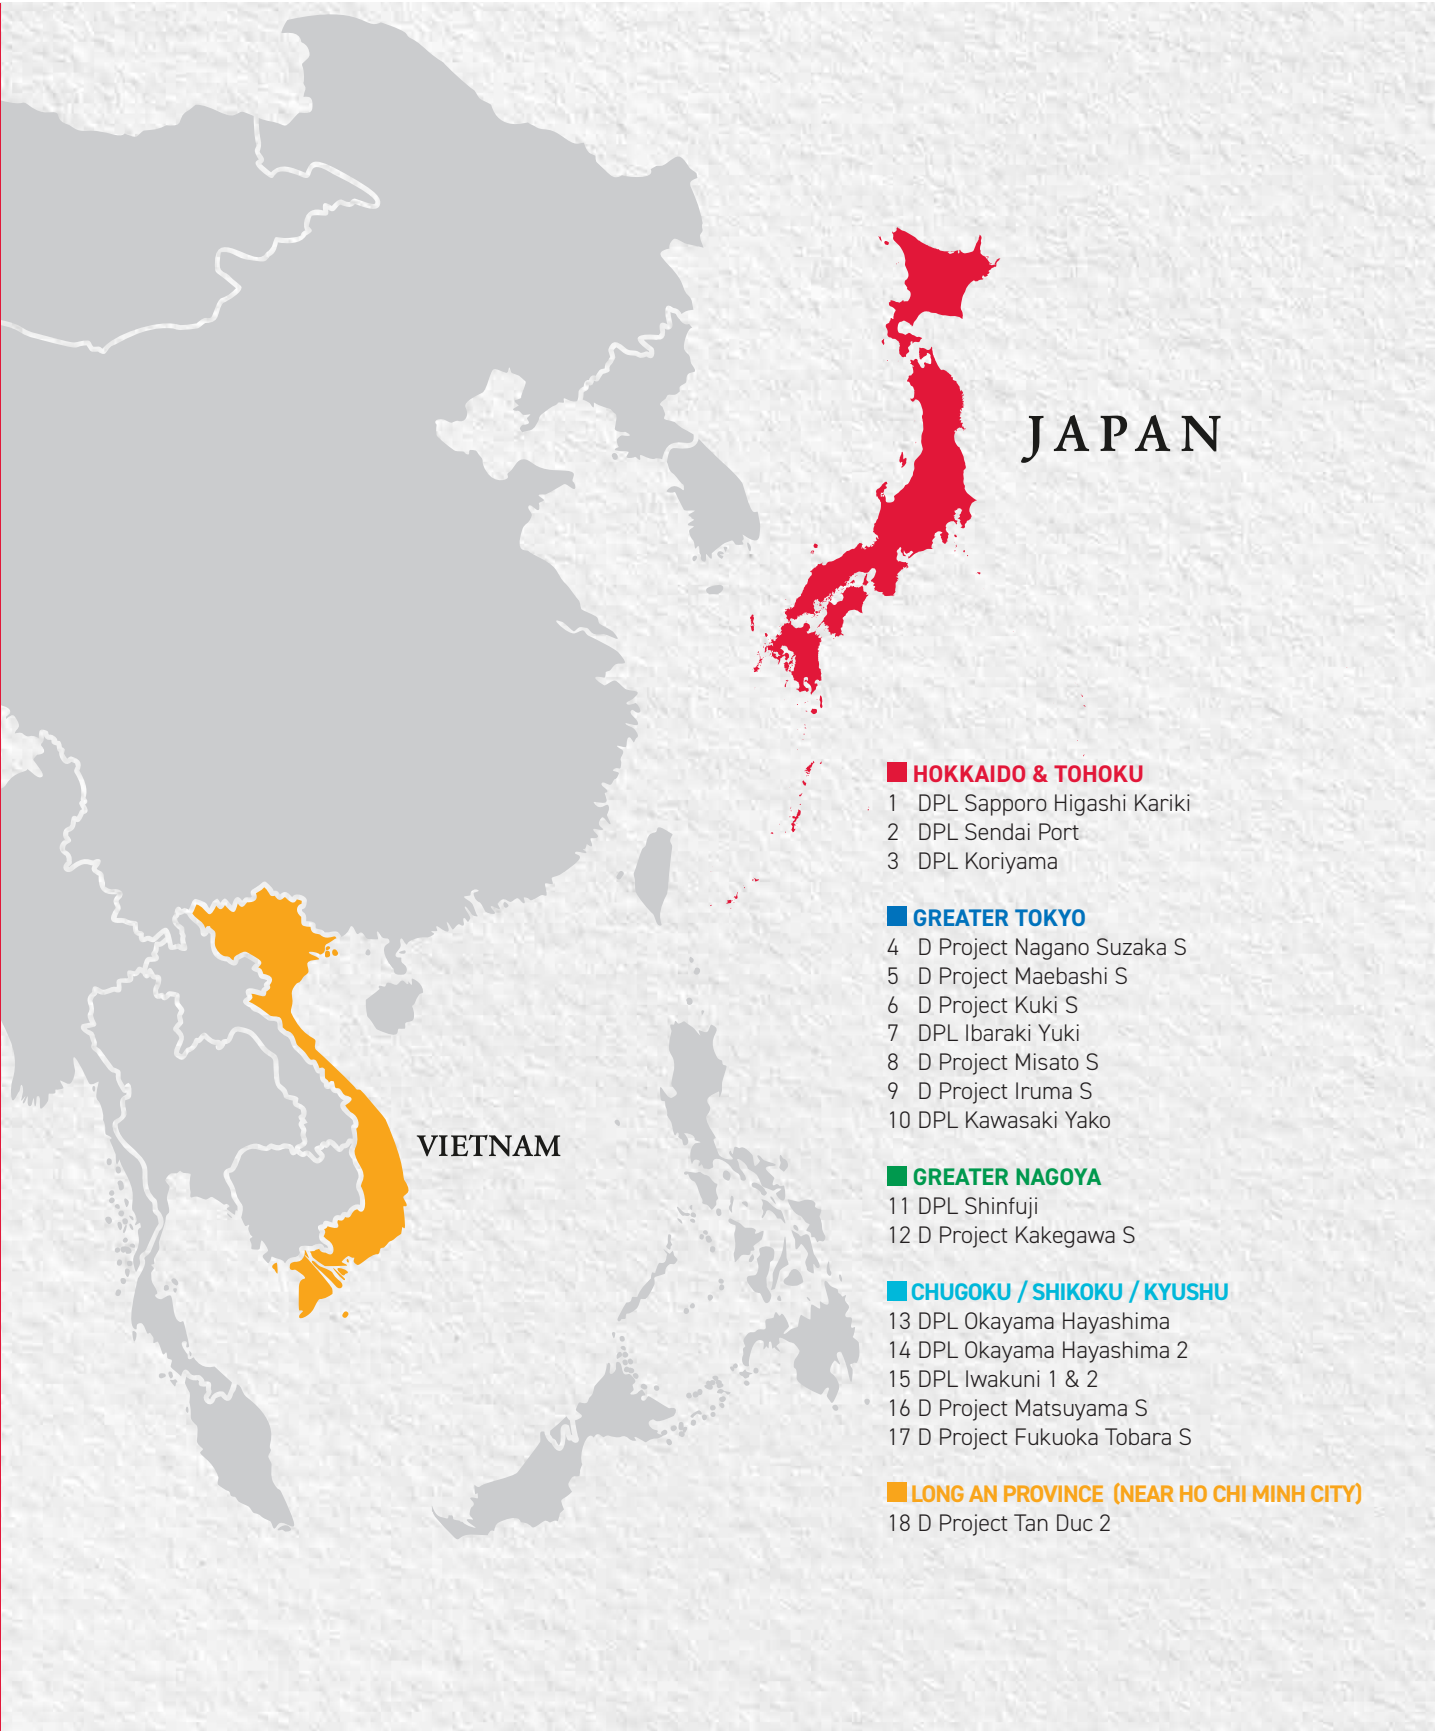 JAPAN
HOKKAIDO & TOHOKU
1 DPL Sapporo Higashi Kariki
2 DPL Sendai Port
3 DPL Koriyama
GREATER TOKYO
4 D Project Nagano Suzaka S
5 D Project Maebashi S
6 D Project Kuki S
7 DPL Ibaraki Yuki
8 D Project Misato S
9 D Project Iruma S
10 DPL Kawasaki Yako
VIETNAM
GREATER NAGOYA
11 DPL Shinfuji
12 D Project Kakegawa S
CHUGOKU / SHIKOKU / KYUSHU
13 DPL Okayama Hayashima
14 DPL Okayama Hayashima 2
15 DPL Iwakuni 1 & 2
16 D Project Matsuyama S
17 D Project Fukuoka Tobara S
LONG AN PROVINCE (NEAR HO CHI MINH CITY)
18 D Project Tan Duc 2